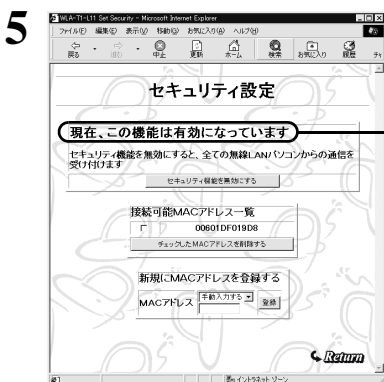 5
WLA-T1-L11 Set Security - Microsoft Internet Explorer
ファイル(F) 編集(E) 表示(V) 移動(G) お気に入り(A) ヘルプ(H)
戻る 進む 中止 更新 ホーム 検索 お気に入り 履歴 チャ
セキュリティ設定
現在、この機能は有効になっています
セキュリティ機能を無効にすると、全ての無線LANパソコンからの通信を
受け付けます
セキュリティ機能を無効にする
接続可能MACアドレス一覧
00601DF019D8
チェックしたMACアドレスを削除する
新規にMACアドレスを登録する
MACアドレス 手動入力する 登録
Return
イントラネット ゾーン